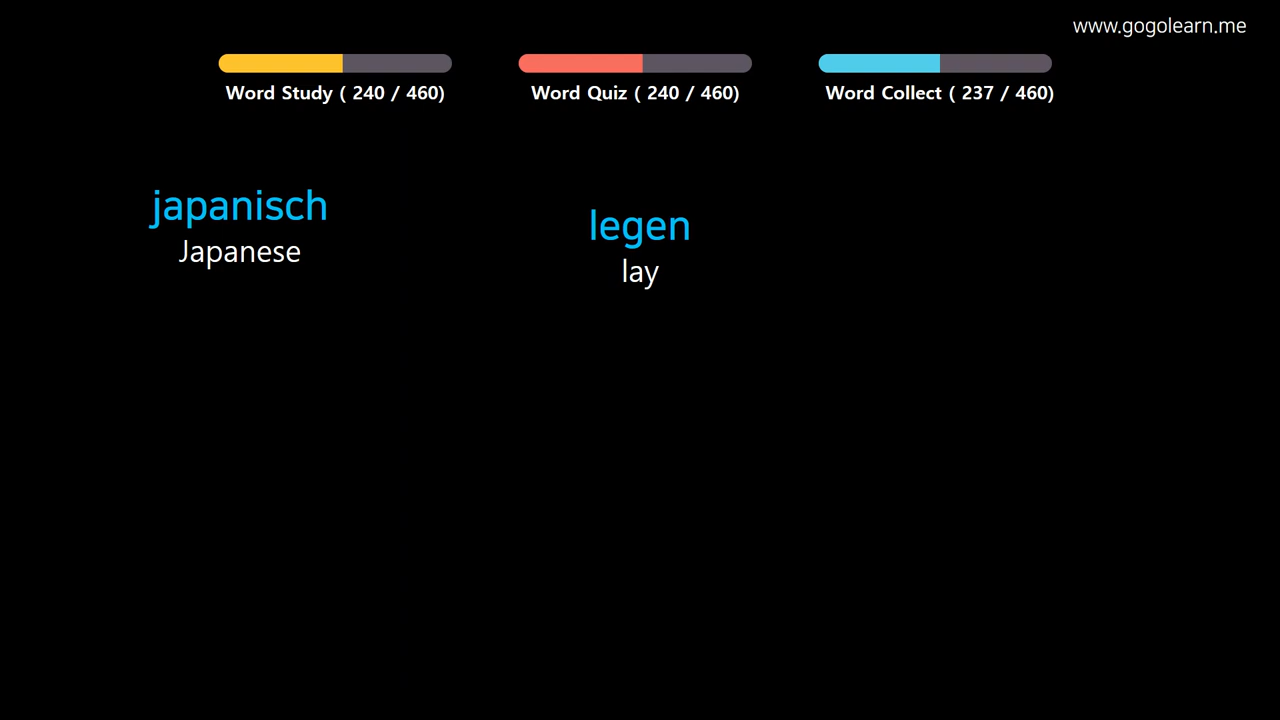 www.gogolearn.me
Word Study ( 240 / 460)
Word Quiz ( 240 / 460)
Word Collect ( 237 / 460)
japanisch
Japanese
legen
lay